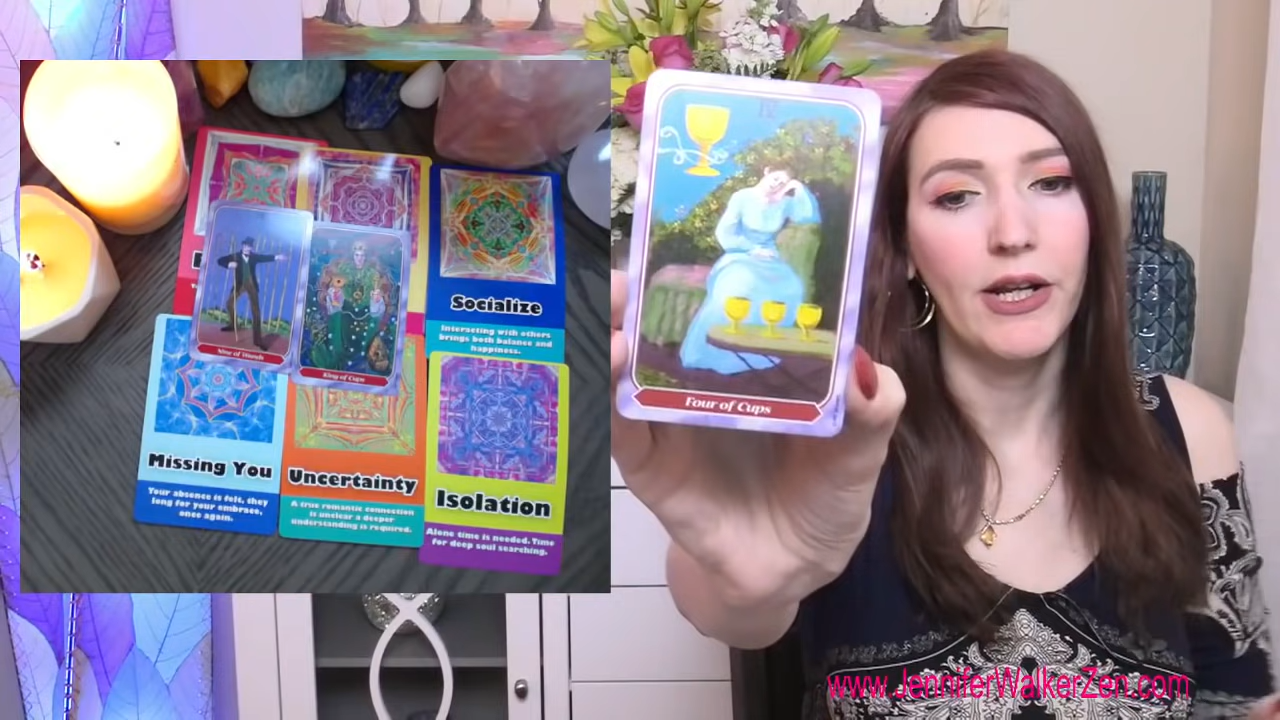 IV
Four of Cups
Nine of Wands
King of Cups
Socialize
Interacting with others
brings both balance and
happiness.
Missing You
Your absence is felt, they
long for your embrace,
once again.
Uncertainty
A true romantic connection
is unclear a deeper
understanding is required.
Isolation
Alone time is needed. Time
for deep soul searching.
www.JenniferWalkerZen.com